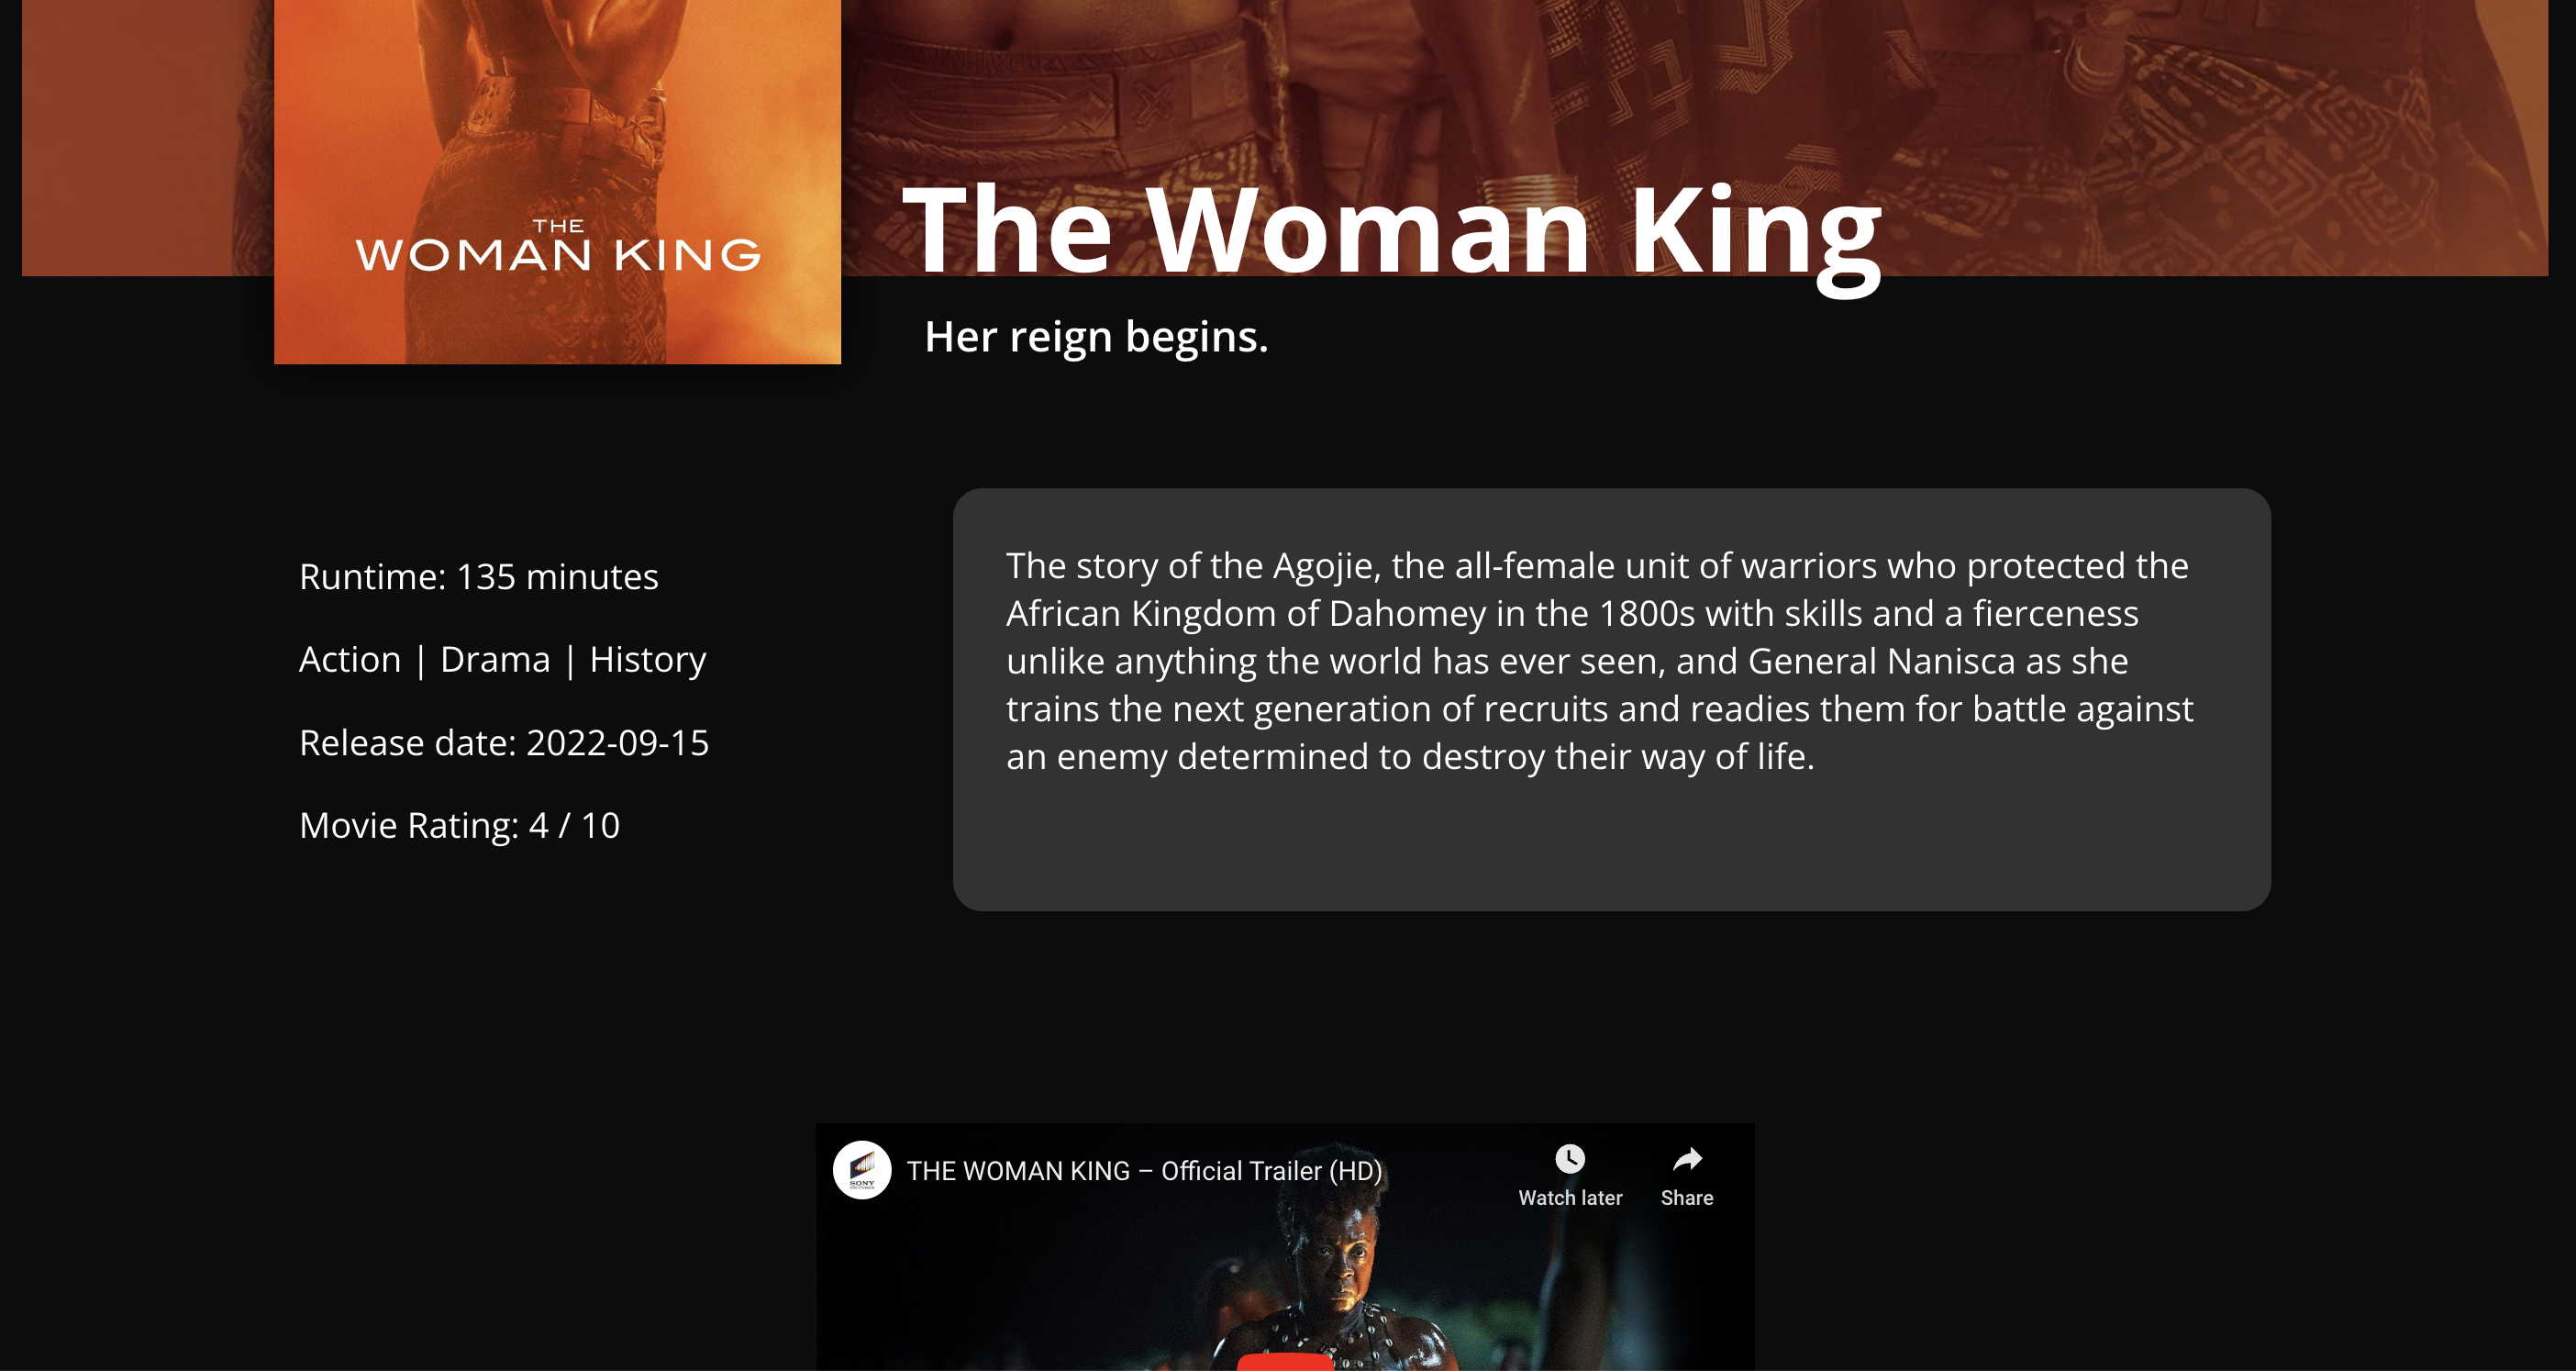 THE
WOMAN KING
The Woman King
Her reign begins.
Runtime: 135 minutes
Action | Drama | History
Release date: 2022-09-15
Movie Rating: 4 / 10
The story of the Agojie, the all-female unit of warriors who protected the
African Kingdom of Dahomey in the 1800s with skills and a fierceness
unlike anything the world has ever seen, and General Nanisca as she
trains the next generation of recruits and readies them for battle against
an enemy determined to destroy their way of life.
SONY
THE WOMAN KING – Official Trailer (HD)
Watch later
Share